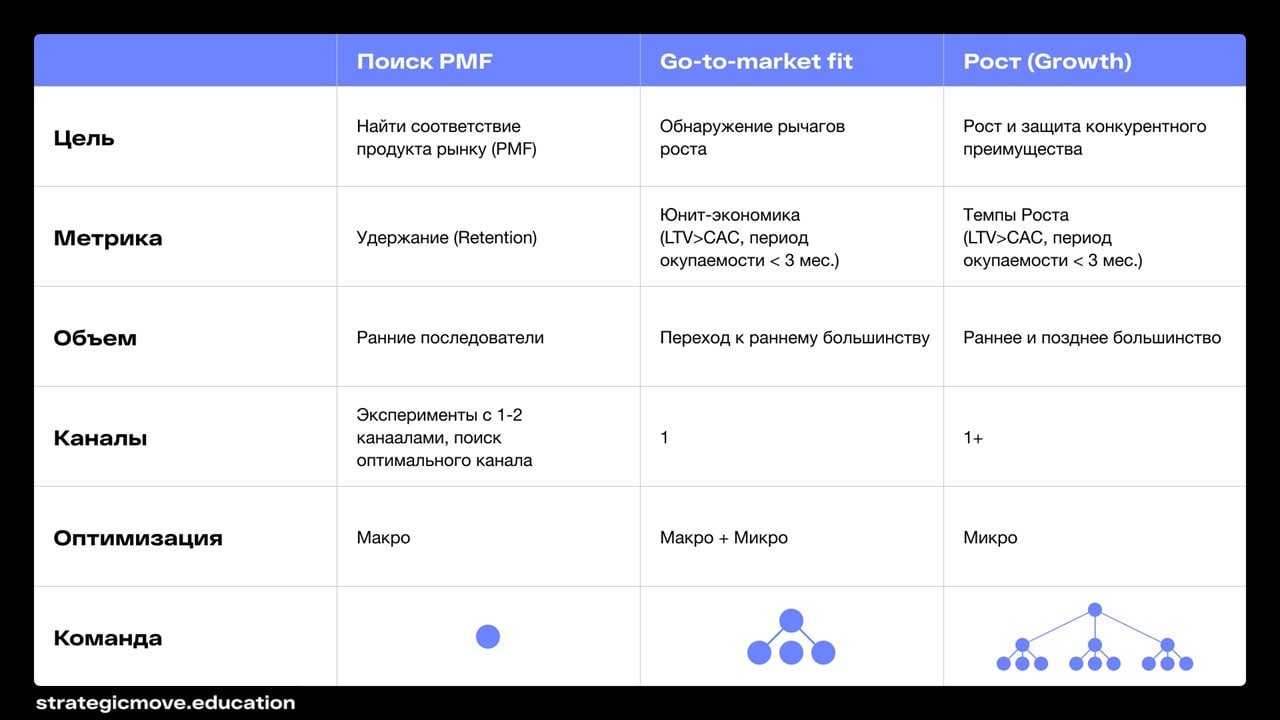 Поиск PMF
Go-to-market fit
Рост (Growth)
Цель
Найти соответствие
продукта рынку (PMF)
Обнаружение рычагов
роста
Рост и защита конкурентного
преимущества
Метрика
Удержание (Retention)
Юнит-экономика
(LTV>CAC, период
окупаемости < 3 мес.)
Темпы Роста
(LTV>CAC, период
окупаемости < 3 мес.)
Объем
Ранние последователи
Переход к раннему большинству
Раннее и позднее большинство
Каналы
Эксперименты с 1-2
канаалами, поиск
оптимального канала
1
1+
Оптимизация
Макро
Макро + Микро
Микро
Команда
strategicmove.education